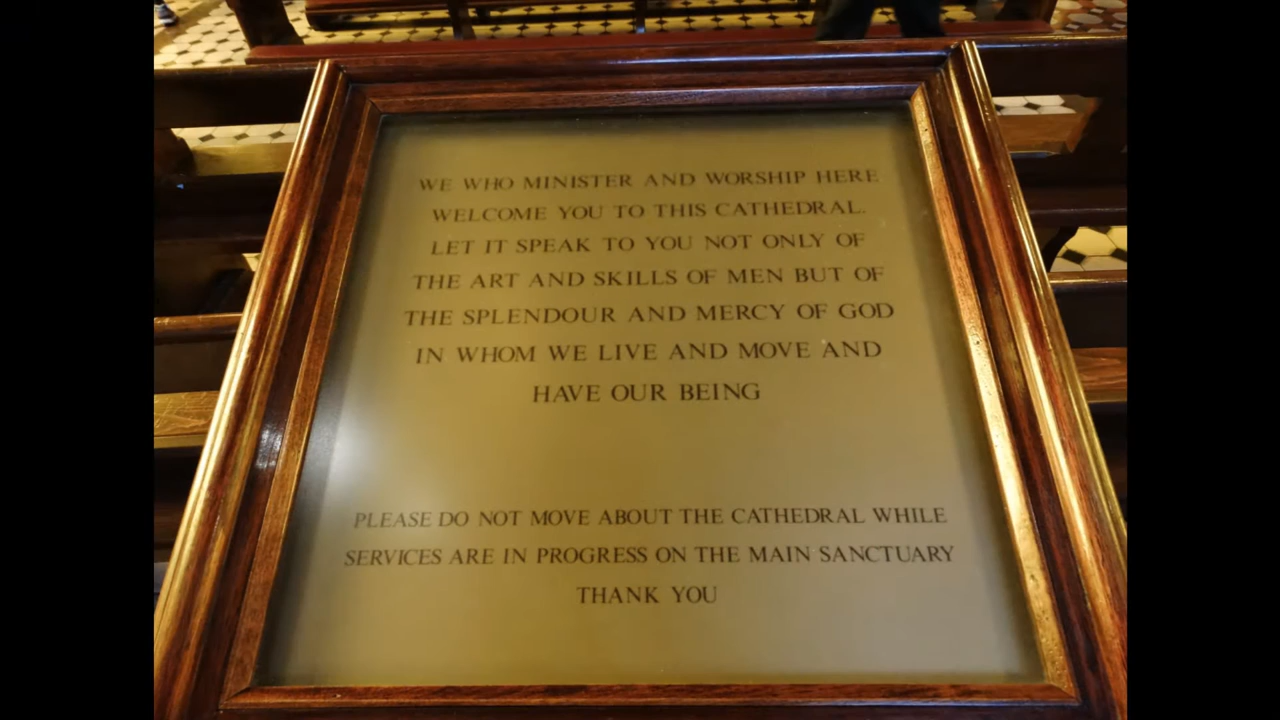 WE WHO MINISTER AND WORSHIP HERE
WELCOME YOU TO THIS CATHEDRAL.
LET IT SPEAK TO YOU NOT ONLY OF
THE ART AND SKILLS OF MEN BUT OF
THE SPLENDOUR AND MERCY OF GOD
IN WHOM WE LIVE AND MOVE AND
HAVE OUR BEING
PLEASE DO NOT MOVE ABOUT THE CATHEDRAL WHILE
SERVICES ARE IN PROGRESS ON THE MAIN SANCTUARY
THANK YOU